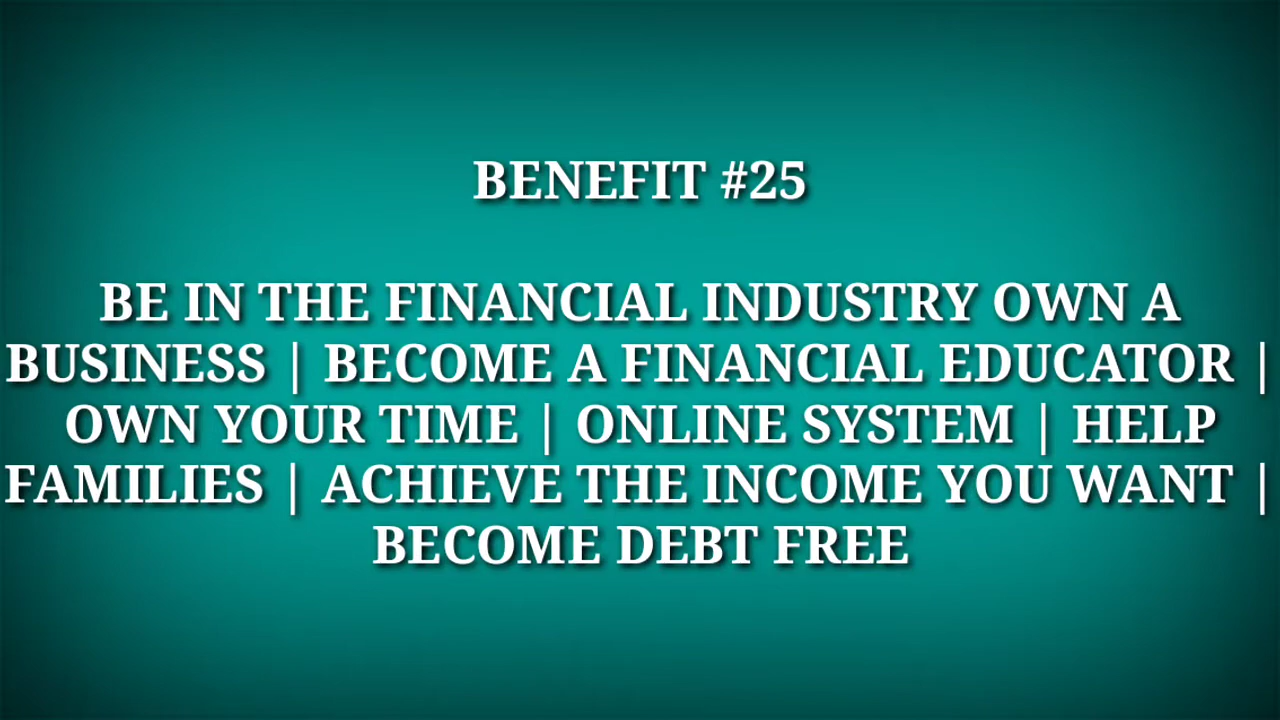 BENEFIT #25
BE IN THE FINANCIAL INDUSTRY OWN A
BUSINESS | BECOME A FINANCIAL EDUCATOR |
OWN YOUR TIME | ONLINE SYSTEM | HELP
FAMILIES | ACHIEVE THE INCOME YOU WANT |
BECOME DEBT FREE